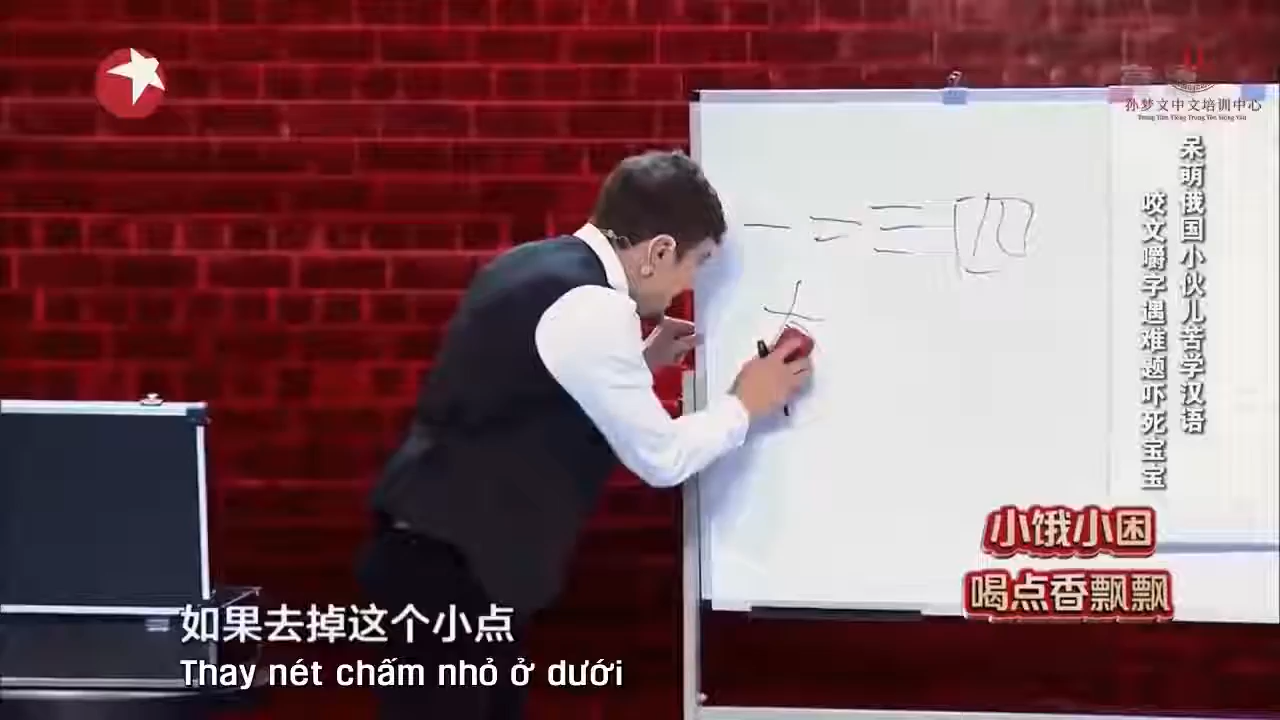 孙梦文中文培训中心
呆萌俄国小伙儿苦学汉语
咬文嚼字遇难题吓死宝宝
一 二 三 四
小饿小困
喝点香飘飘
如果去掉这个小点
Thay nét chấm nhỏ ở dưới